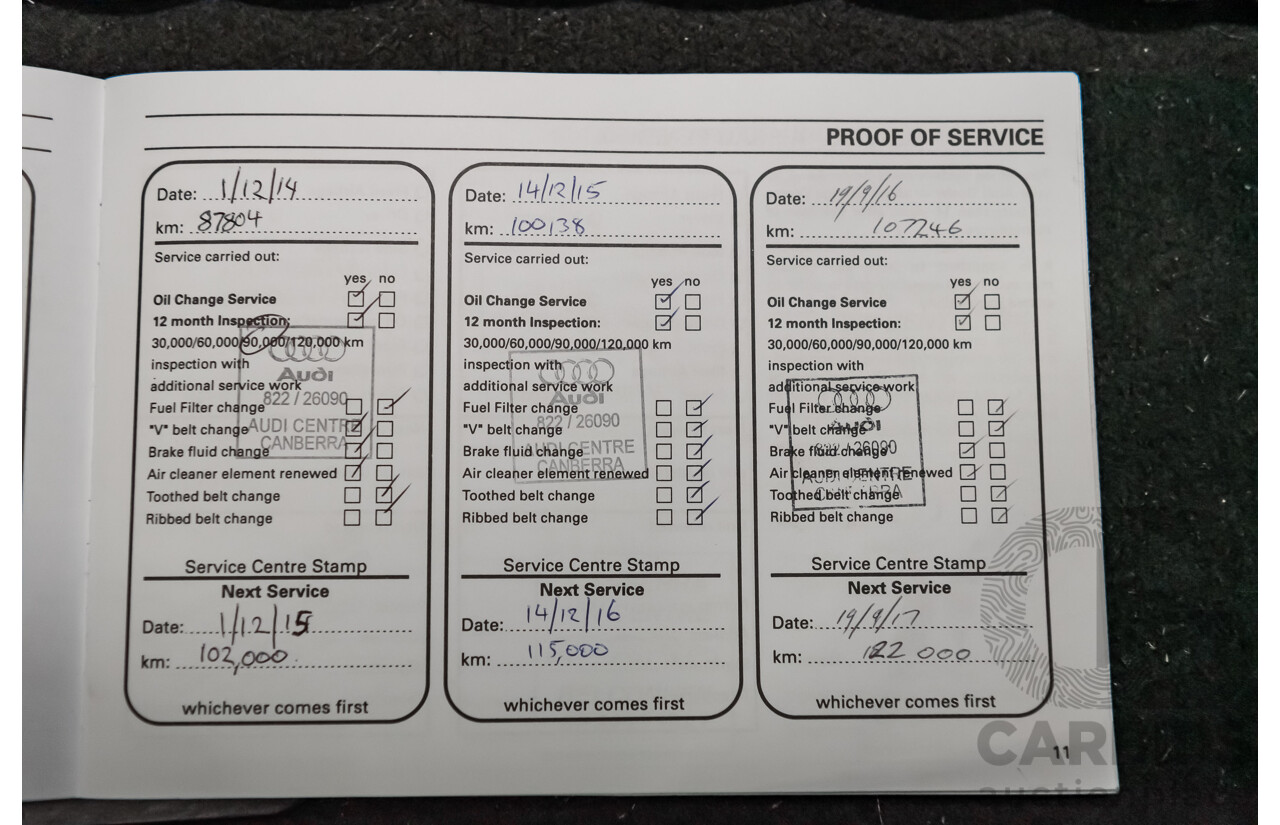 PROOF OF SERVICE
Date: 1/12/14
km: 87804
Service carried out:
yes no
Oil Change Service
12 month Inspection:
30,000/60,000/90,000/120,000 km
inspection with
additional service work
Fuel Filter change
"V" belt change
Brake fluid change
Air cleaner element renewed
Toothed belt change
Ribbed belt change
Audi
822 / 26090
AUDI CENTRE
CANBERRA
Service Centre Stamp
Next Service
Date: 1/12/15
km: 102,000
whichever comes first
Date: 14/12/15
km: 100,138
Service carried out:
yes no
Oil Change Service
12 month Inspection:
30,000/60,000/90,000/120,000 km
inspection with
additional service work
Fuel Filter change
"V" belt change
Brake fluid change
Air cleaner element renewed
Toothed belt change
Ribbed belt change
Audi
822 / 26090
AUDI CENTRE
CANBERRA
Service Centre Stamp
Next Service
Date: 14/12/16
km: 115,000
whichever comes first
Date: 19/9/16
km: 107246
Service carried out:
yes no
Oil Change Service
12 month Inspection:
30,000/60,000/90,000/120,000 km
inspection with
additional service work
Fuel Filter change
"V" belt change
Brake fluid change
Air cleaner element renewed
Toothed belt change
Ribbed belt change
Audi
822 / 26090
AUDI CENTRE
CANBERRA
Service Centre Stamp
Next Service
Date: 19/9/17
km: 122 000
whichever comes first
11